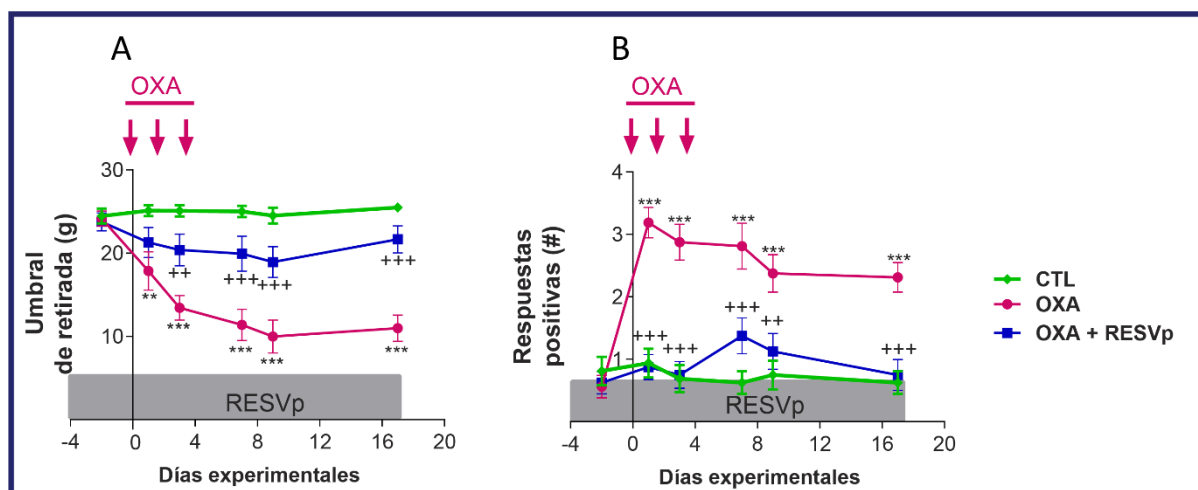 A
OXA
30
20
10
Umbral
de retirada (g)
**
***
***
***
***
++
+++
+++
+++
RESVp
-4
0
4
8
12
16
20
Días experimentales
B
OXA
4
3
2
1
Respuestas
positivas (#)
***
***
***
***
***
+++
+++
+++
++
+++
RESVp
-4
0
4
8
12
16
20
Días experimentales
CTL
OXA
OXA + RESVp